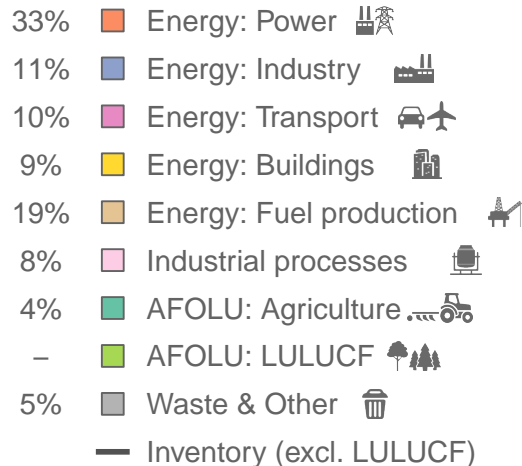 33% Energy: Power
11% Energy: Industry
10% Energy: Transport
9% Energy: Buildings
19% Energy: Fuel production
8% Industrial processes
4% AFOLU: Agriculture
– AFOLU: LULUCF
5% Waste & Other
Inventory (excl. LULUCF)